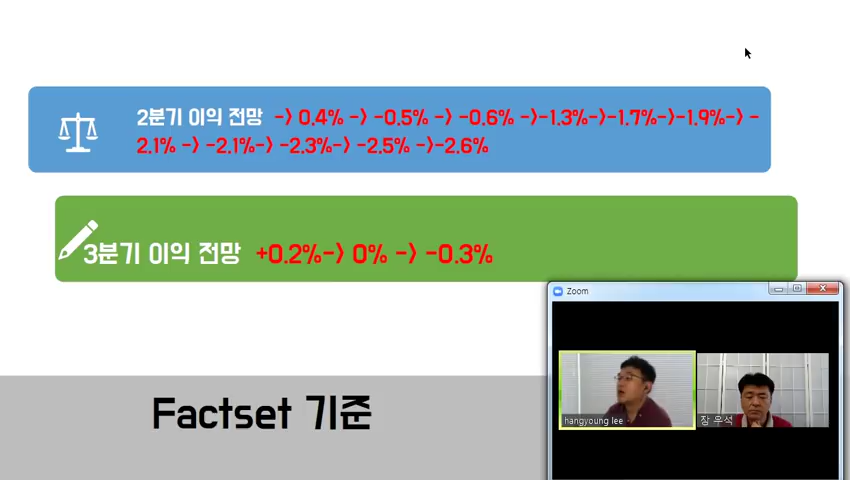 2분기 이익 전망 -> 0.4% -> -0.5% -> -0.6% ->-1.3%->-1.7%->-1.9%-> -
2.1% -> -2.1%-> -2.3%-> -2.5% ->-2.6%
3분기 이익 전망 +0.2%-> 0% -> -0.3%
Zoom
Factset 기준
hangyoung lee
장 우석